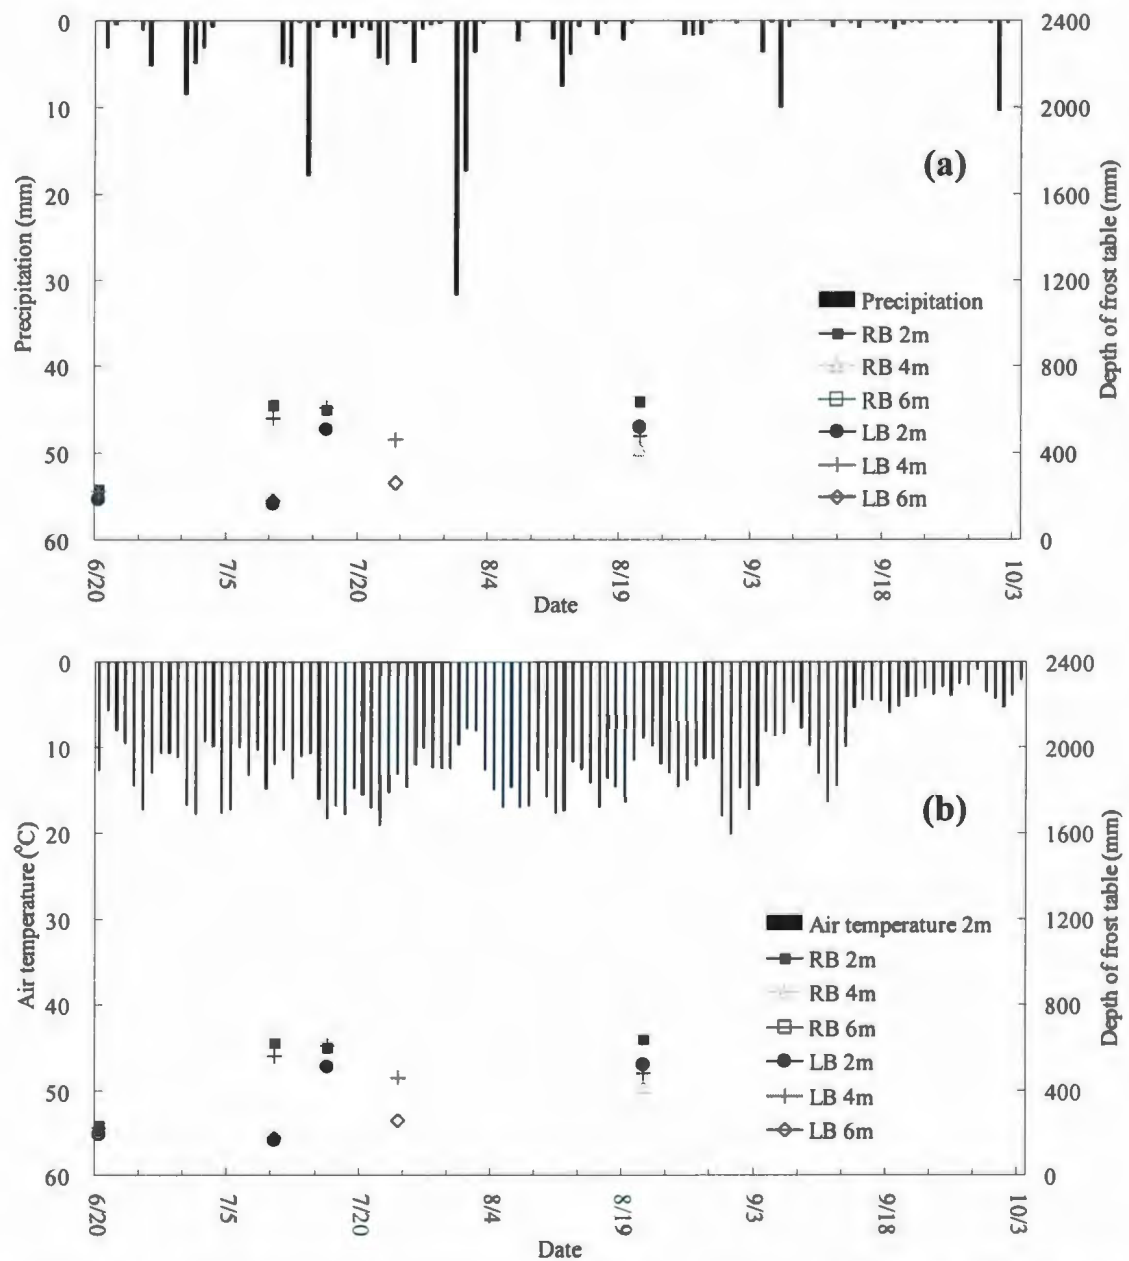 0
10
20
30
40
50
60
Precipitation (mm)
2400
2000
1600
1200
800
400
0
Depth of frost table (mm)
(a)
Precipitation
RB 2m
RB 4m
RB 6m
LB 2m
LB 4m
LB 6m
6/20
7/5
7/20
8/4
8/19
9/3
9/18
10/3
Date
0
10
20
30
40
50
60
Air temperature (°C)
2400
2000
1600
1200
800
400
0
Depth of frost table (mm)
(b)
Air temperature 2m
RB 2m
RB 4m
RB 6m
LB 2m
LB 4m
LB 6m
6/20
7/5
7/20
8/4
8/19
9/3
9/18
10/3
Date